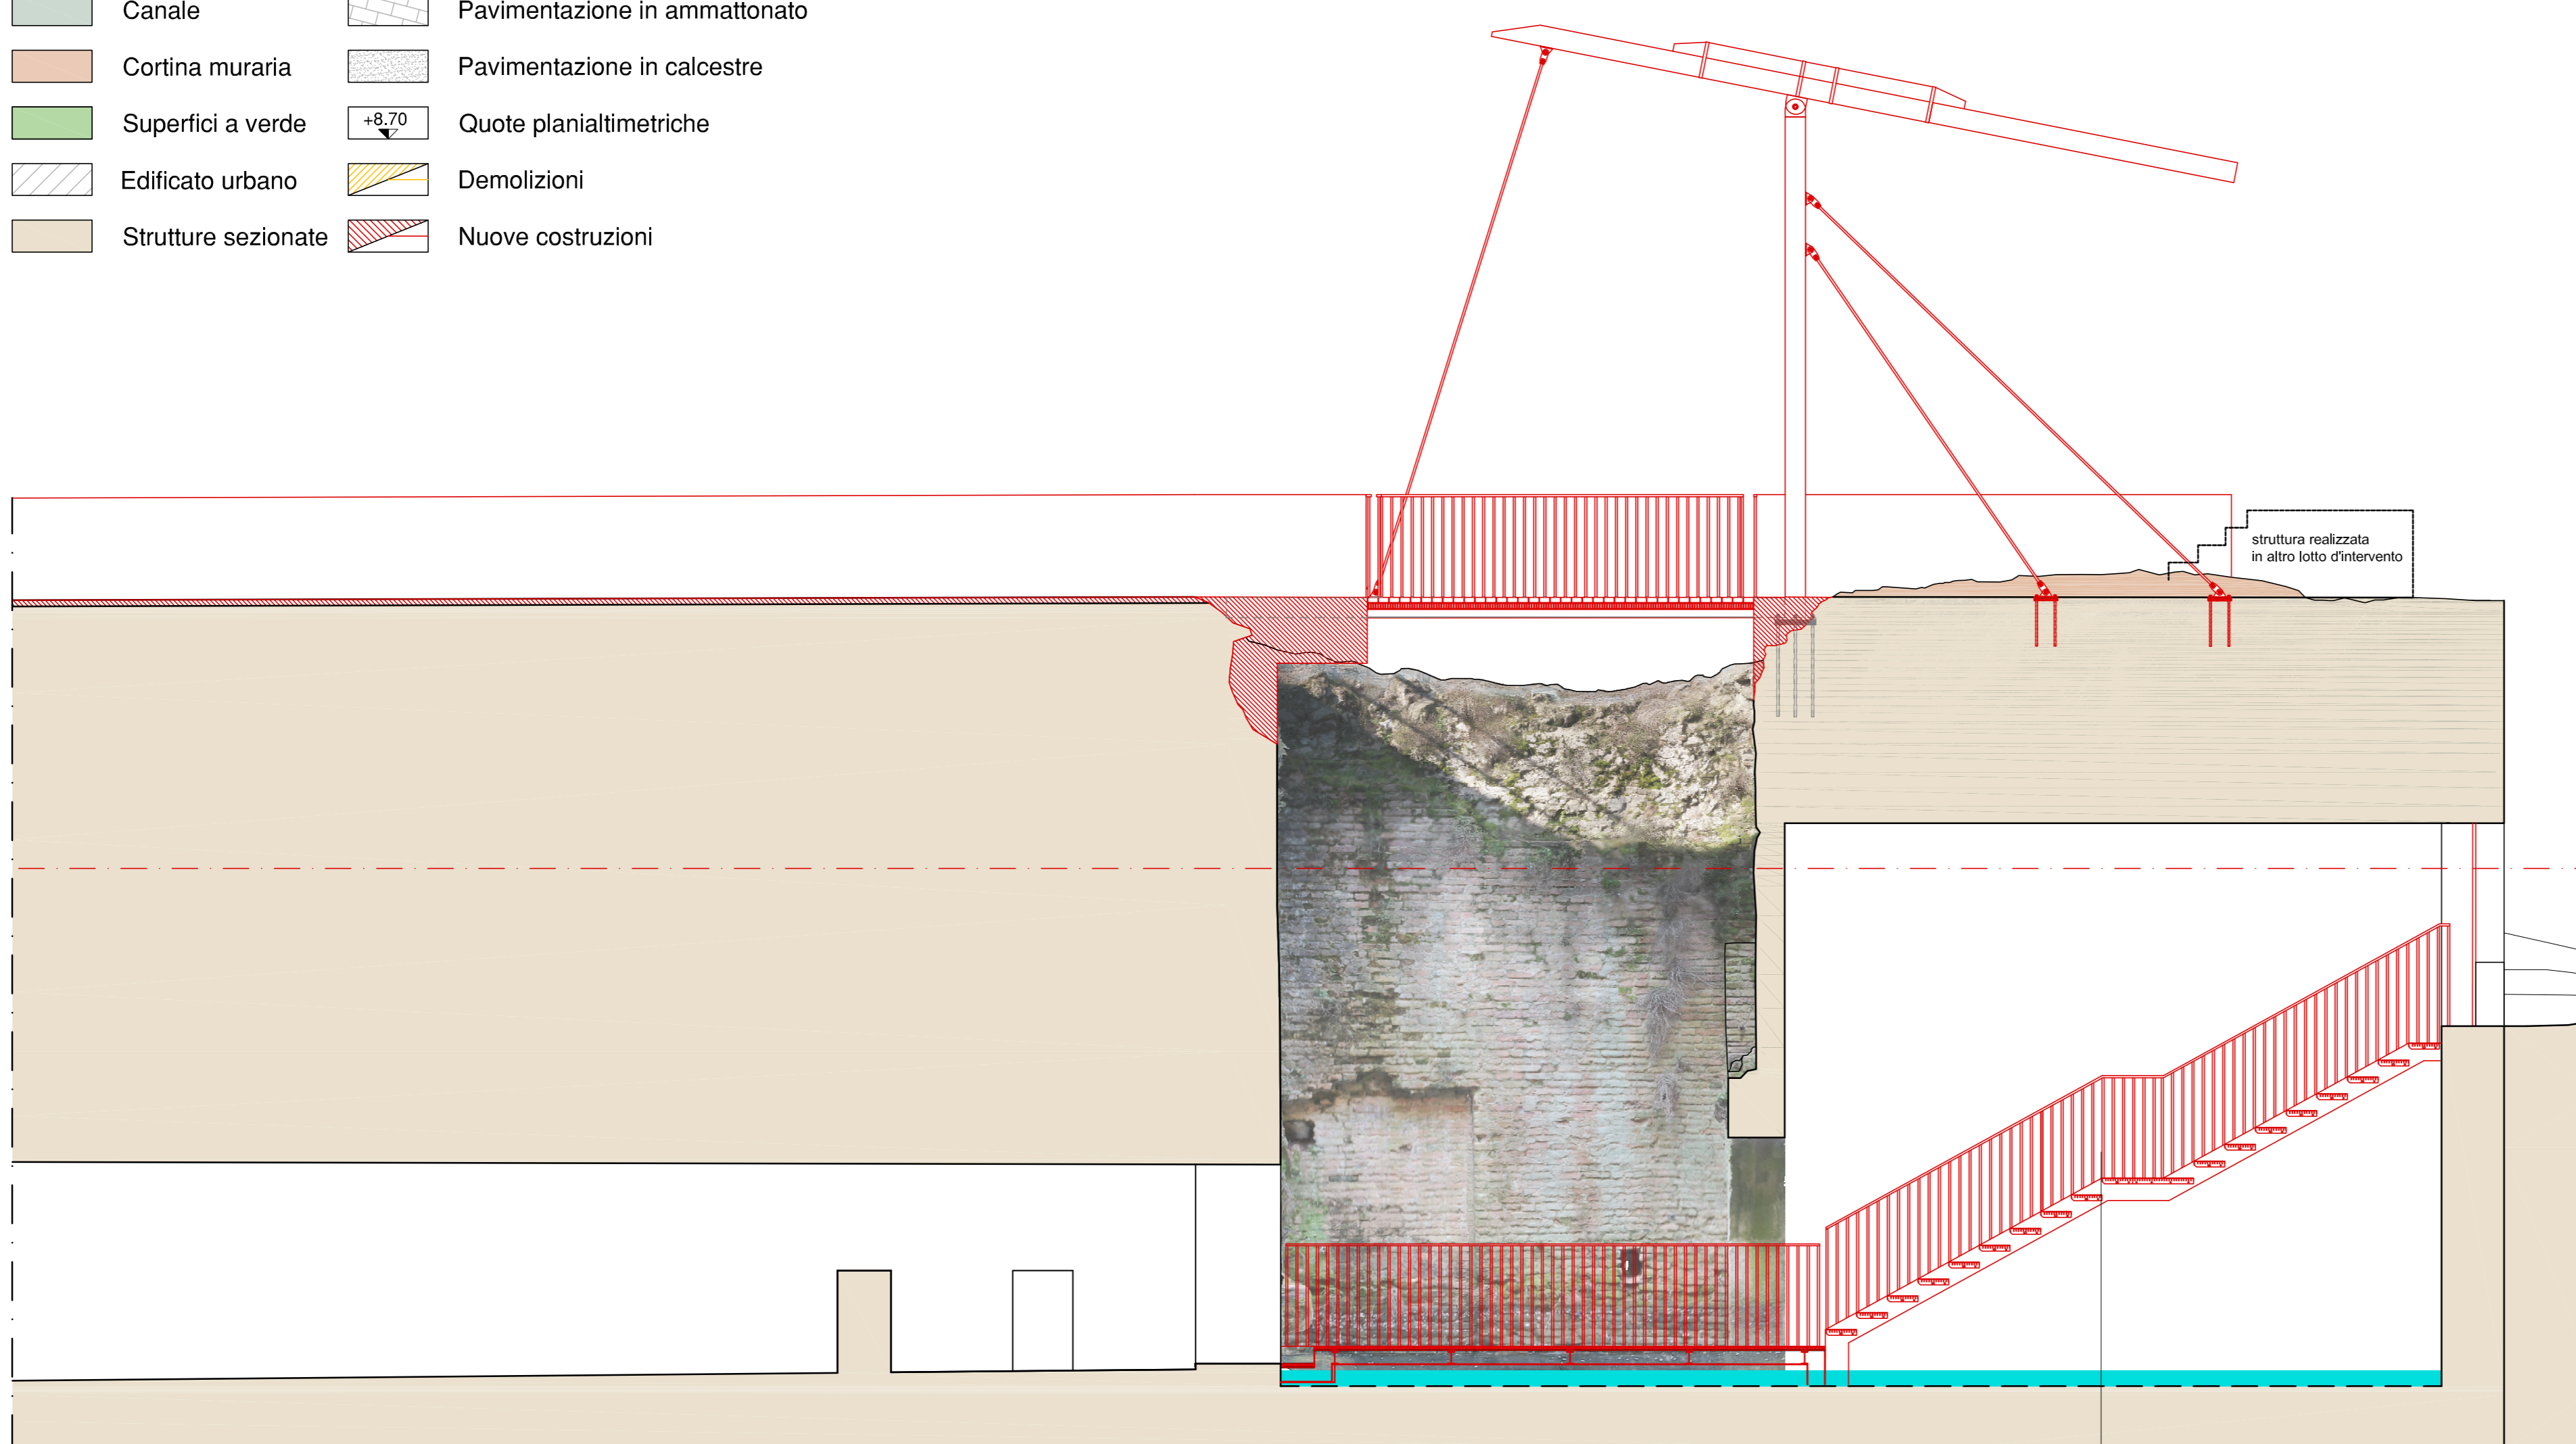 Canale
Pavimentazione in ammattonato
Cortina muraria
Pavimentazione in calcestre
Superfici a verde
+8.70
Quote planialtimetriche
Edificato urbano
Demolizioni
Strutture sezionate
Nuove costruzioni
struttura realizzata
in altro lotto d'intervento